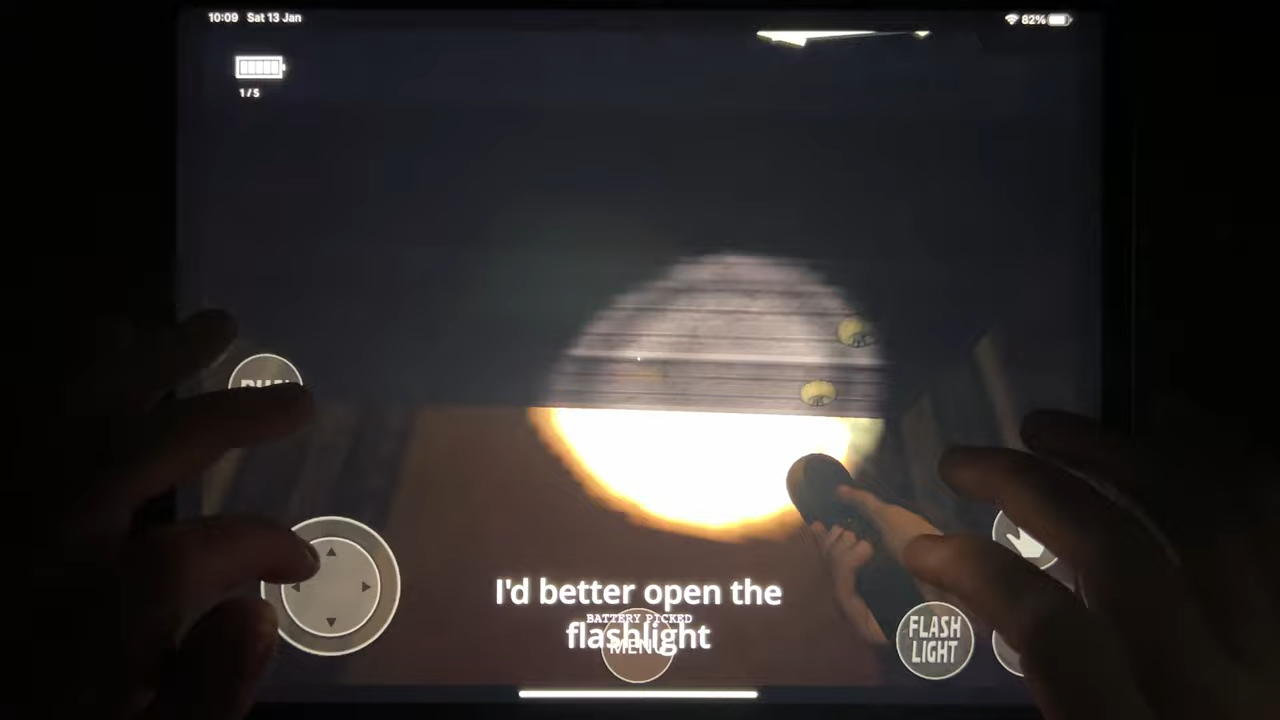 10:09 Sat 13 Jan
82%
1/5
I'd better open the
BATTERY PICKED
flashlight
MENU
FLASH
LIGHT